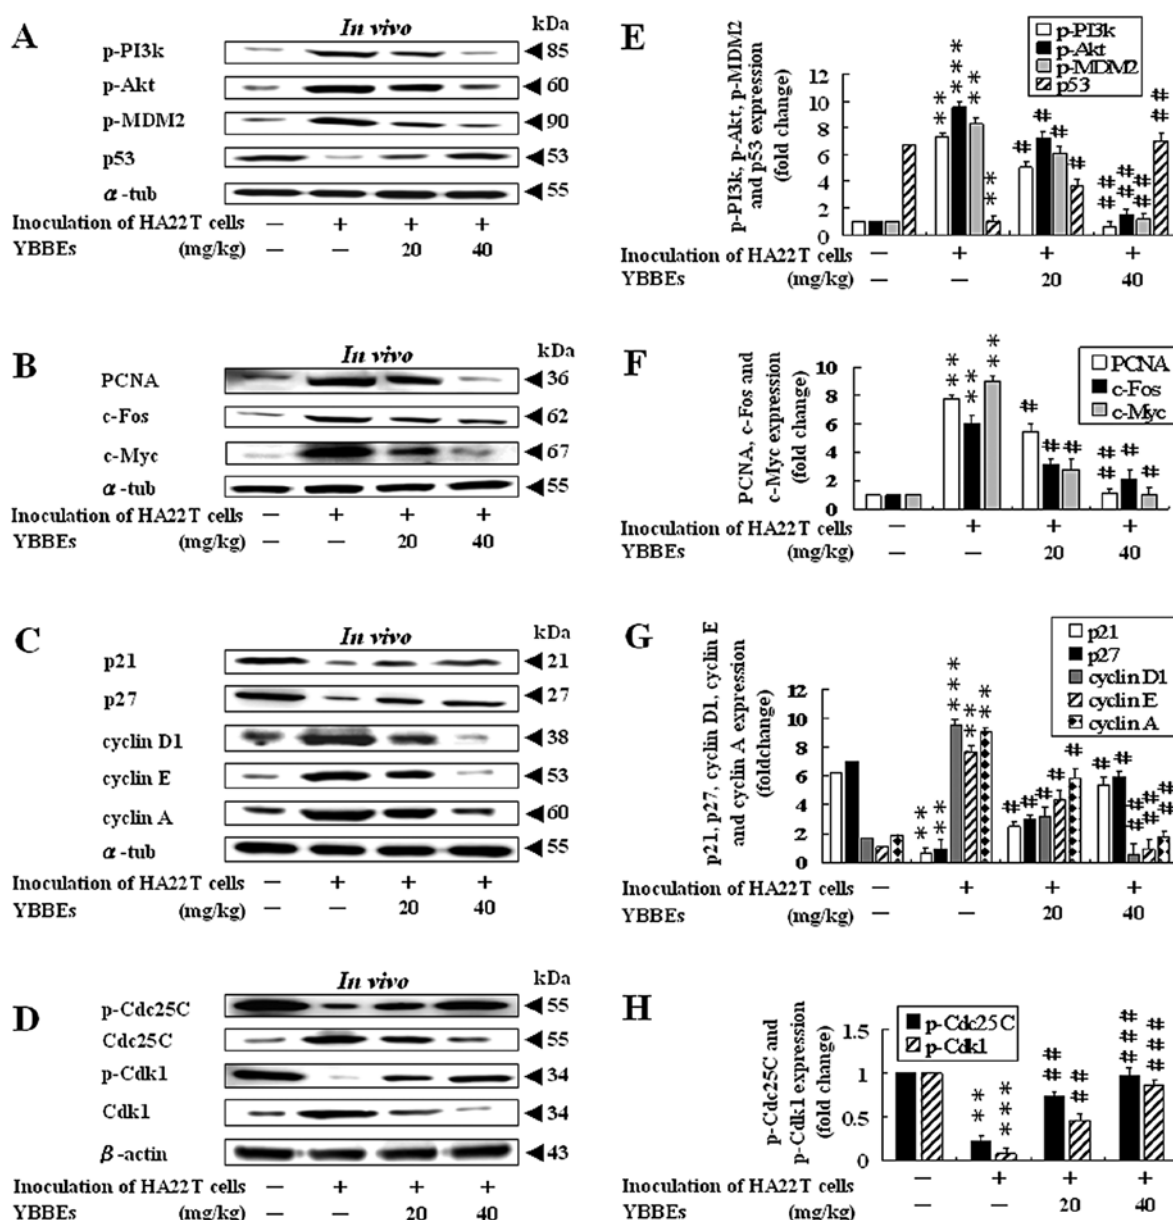 A
In vivo
kDa
p-PI3k
85
p-Akt
60
p-MDM2
90
p53
53
α-tub
55
Inoculation of HA22T cells — + + +
YBBEs (mg/kg) — — 20 40
E
p-PI3k
p-Akt
p-MDM2
p53
p-PI3k, p-Akt, p-MDM2
and p53 expression
(fold change)
12
10
8
6
4
2
0
** *** ** **
# # # #
## ## ## ##
Inoculation of HA22T cells — + + +
YBBEs (mg/kg) — — 20 40
B
In vivo
kDa
PCNA
36
c-Fos
62
c-Myc
67
α-tub
55
Inoculation of HA22T cells — + + +
YBBEs (mg/kg) — — 20 40
F
PCNA
c-Fos
c-Myc
PCNA, c-Fos and
c-Myc expression
(fold change)
10
8
6
4
2
0
** ** **
# # #
## # #
Inoculation of HA22T cells — + + +
YBBEs (mg/kg) — — 20 40
C
In vivo
kDa
p21
21
p27
27
cyclin D1
38
cyclin E
53
cyclin A
60
α-tub
55
Inoculation of HA22T cells — + + +
YBBEs (mg/kg) — — 20 40
G
p21
p27
cyclin D1
cyclin E
cyclin A
p21, p27, cyclin D1, cyclin E
and cyclin A expression
(foldchange)
12
10
8
6
4
2
0
** ** *** ** **
# # # # #
# # ## ## ##
Inoculation of HA22T cells — + + +
YBBEs (mg/kg) — — 20 40
D
In vivo
kDa
p-Cdc25C
55
Cdc25C
55
p-Cdk1
34
Cdk1
34
β-actin
43
Inoculation of HA22T cells — + + +
YBBEs (mg/kg) — — 20 40
H
p-Cdc25C
p-Cdk1
p-Cdc25C and
p-Cdk1 expression
(fold change)
1.5
1
0.5
0
** ***
## ##
### ###
Inoculation of HA22T cells — + + +
YBBEs (mg/kg) — — 20 40